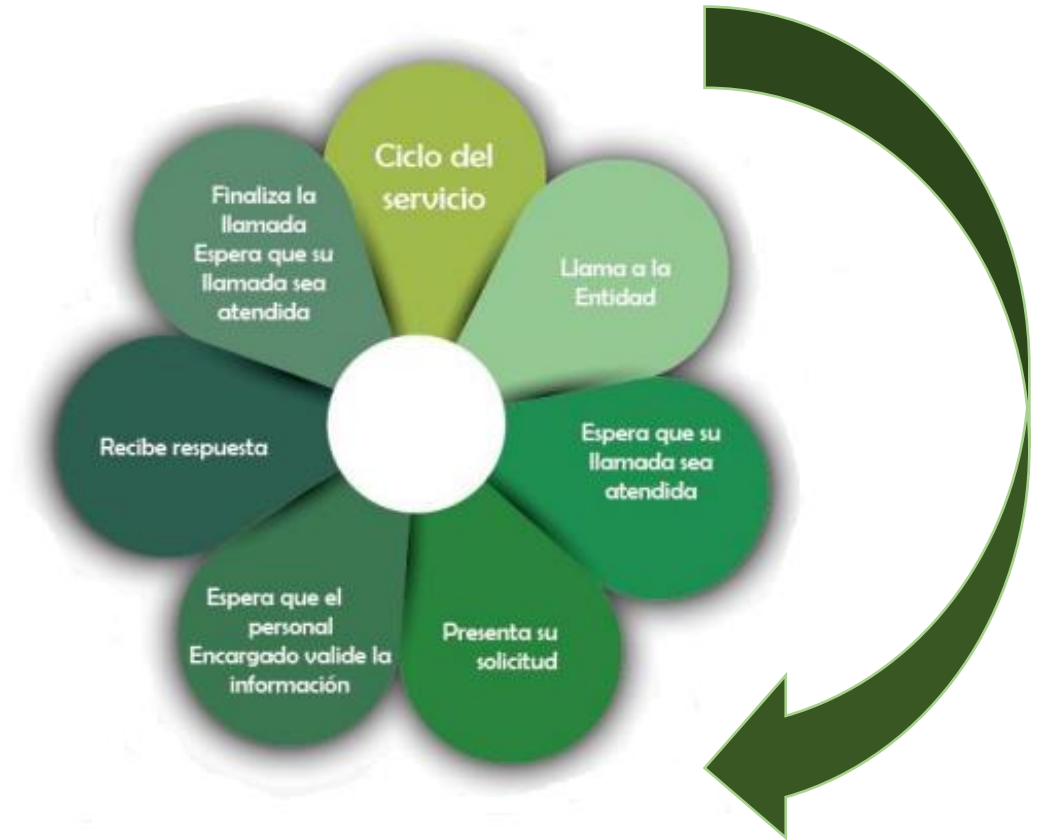 Ciclo del
servicio
Llama a la
Entidad
Espera que su
llamada sea
atendida
Presenta su
solicitud
Espera que el
personal
Encargado valide la
información
Recibe respuesta
Finaliza la
llamada
Espera que su
llamada sea
atendida